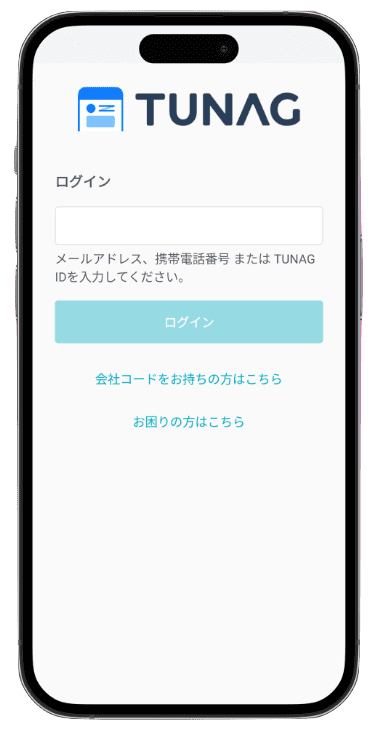 TUNAG
ログイン
メールアドレス、携帯電話番号 または TUNAG
IDを入力してください。
ログイン
会社コードをお持ちの方はこちら
お困りの方はこちら